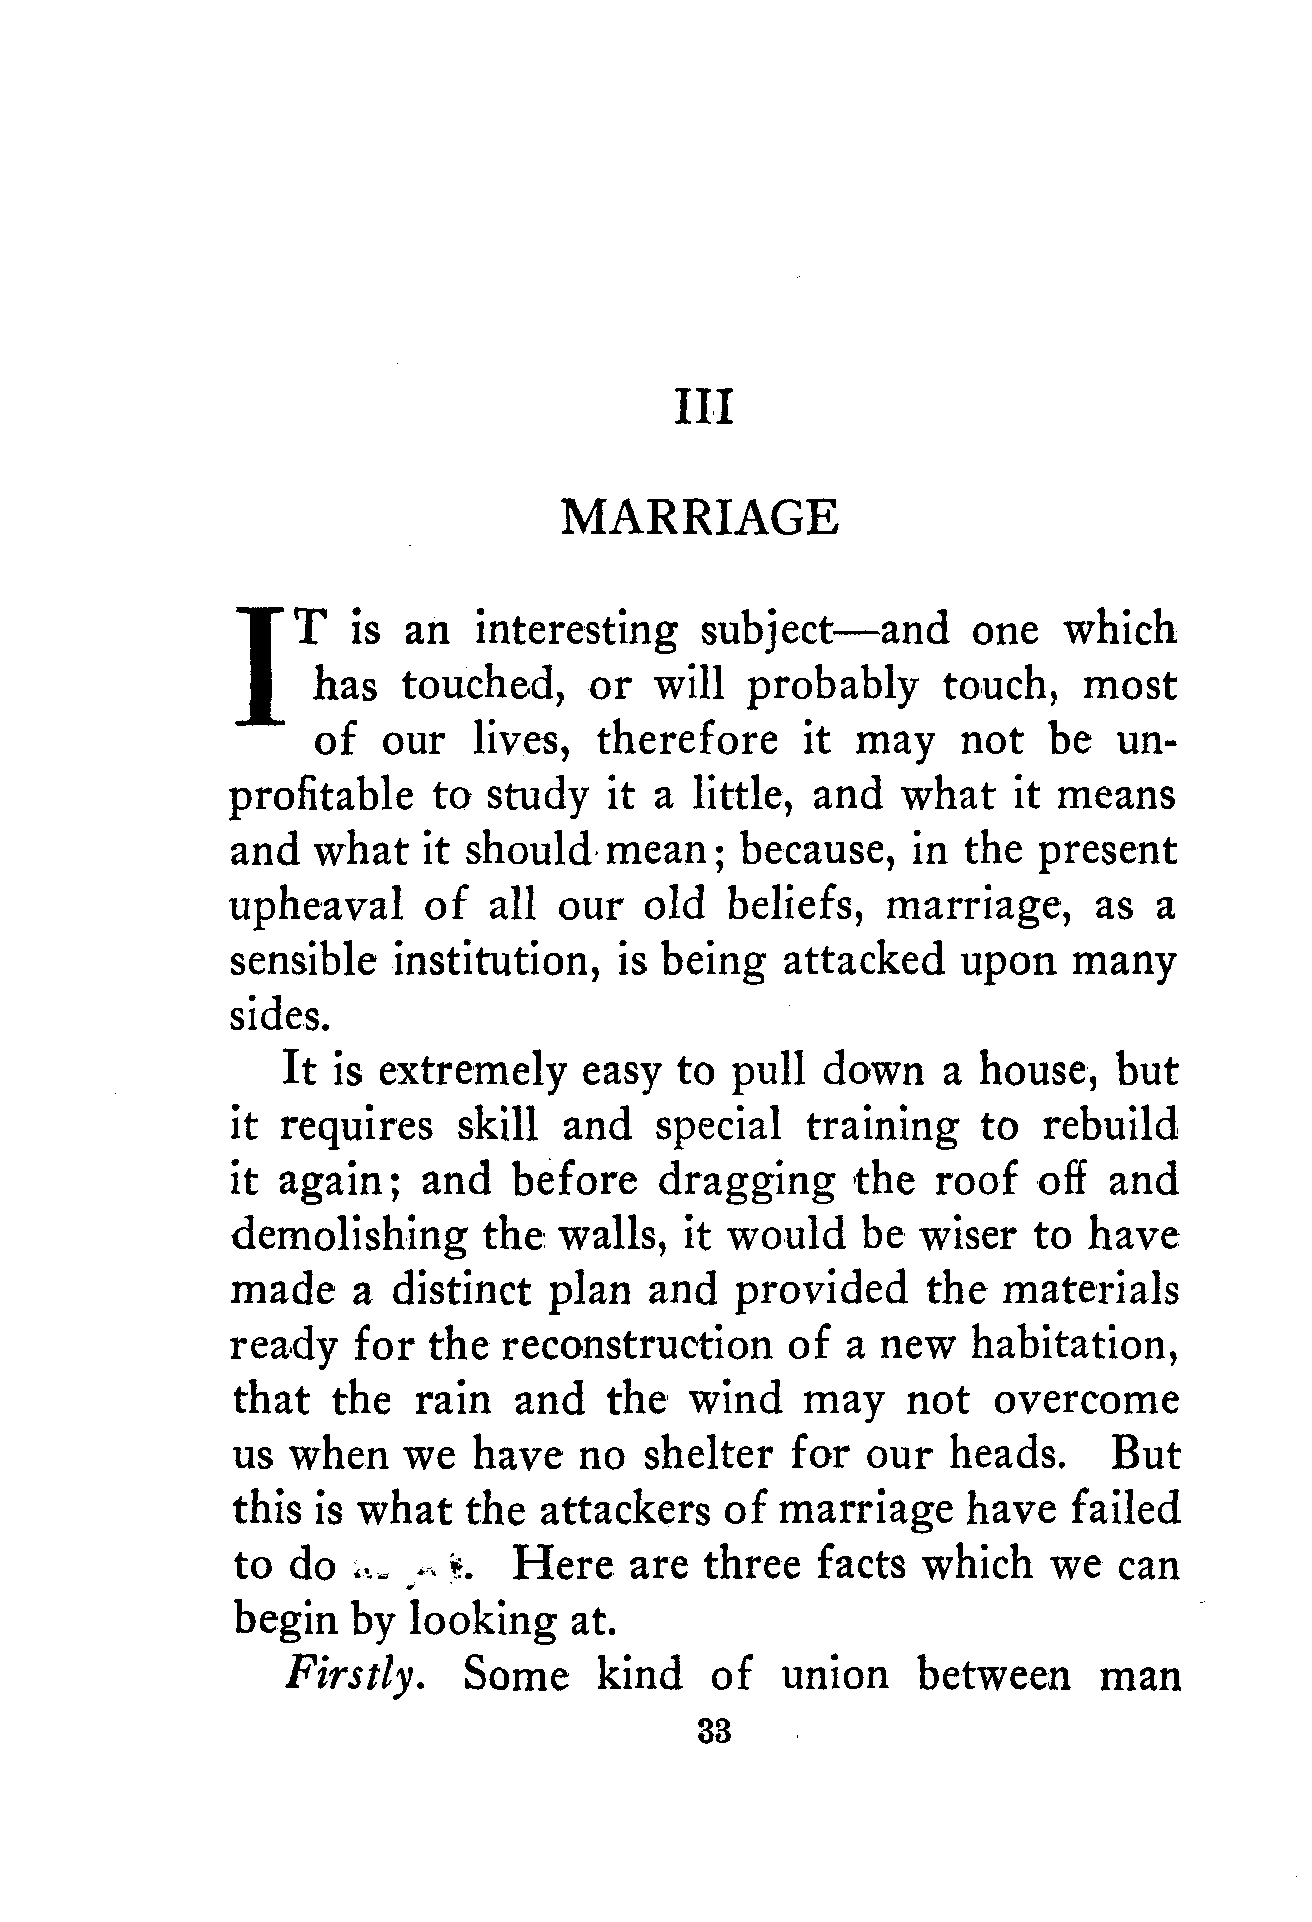 III
MARRIAGE
IT is an interesting subject—and one which
has touched, or will probably touch, most
of our lives, therefore it may not be un-
profitable to study it a little, and what it means
and what it should mean; because, in the present
upheaval of all our old beliefs, marriage, as a
sensible institution, is being attacked upon many
sides.
It is extremely easy to pull down a house, but
it requires skill and special training to rebuild
it again; and before dragging the roof off and
demolishing the walls, it would be wiser to have
made a distinct plan and provided the materials
ready for the reconstruction of a new habitation,
that the rain and the wind may not overcome
us when we have no shelter for our heads. But
this is what the attackers of marriage have failed
to do . Here are three facts which we can
begin by looking at.
Firstly. Some kind of union between man
33